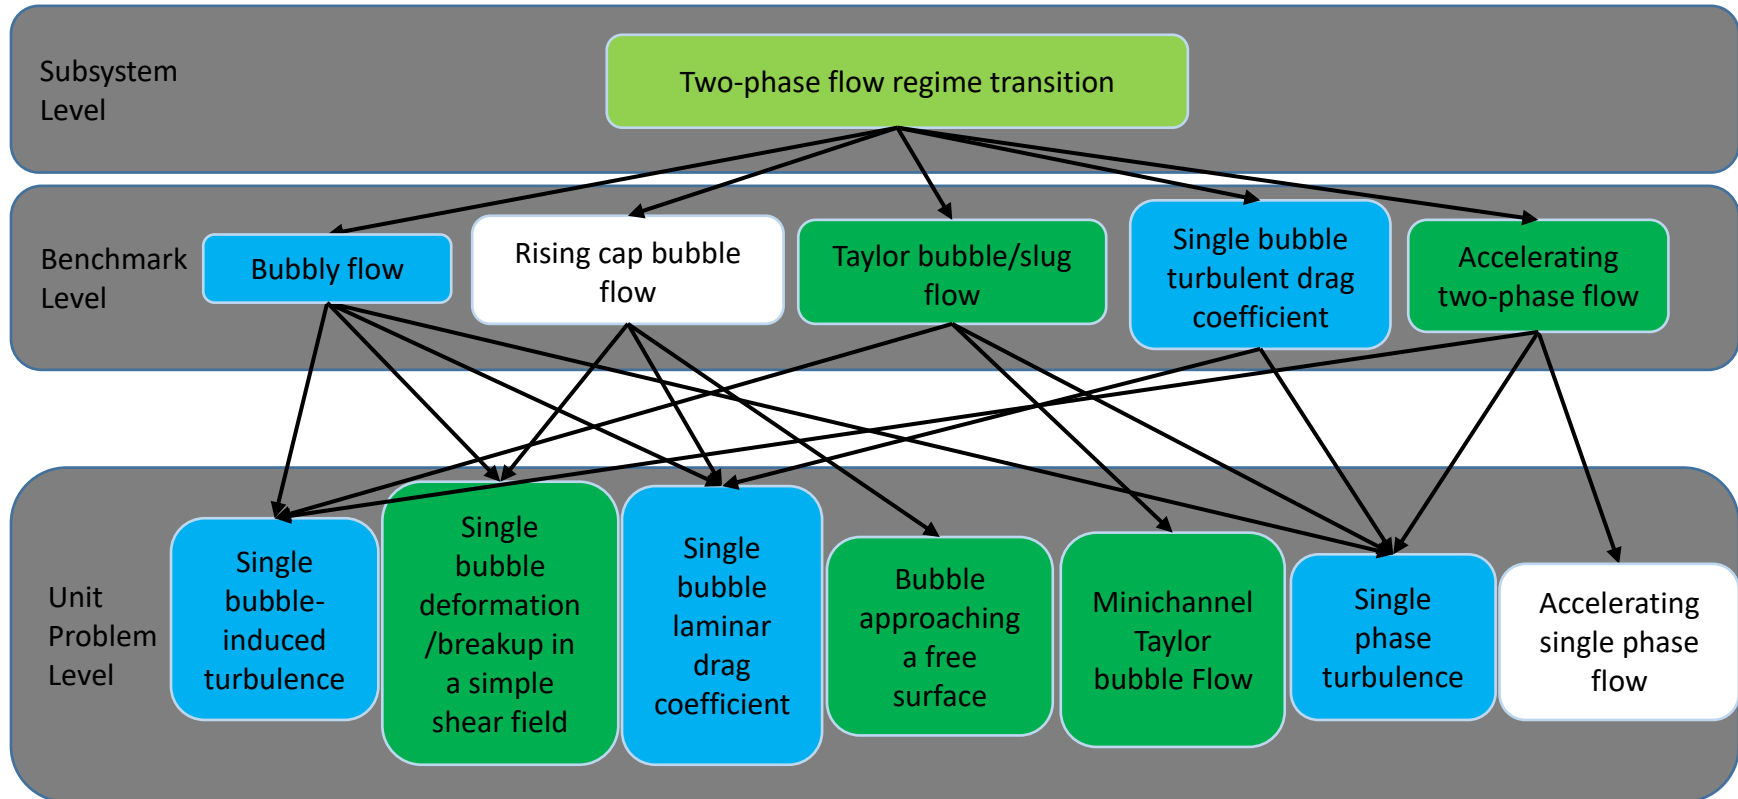 Subsystem
Level
Two-phase flow regime transition
Benchmark
Level
Bubbly flow
Rising cap bubble
flow
Taylor bubble/slug
flow
Single bubble
turbulent drag
coefficient
Accelerating
two-phase flow
Unit
Problem
Level
Single
bubble-
induced
turbulence
Single
bubble
deformation
/breakup in
a simple
shear field
Single
bubble
laminar
drag
coefficient
Bubble
approaching
a free
surface
Minichannel
Taylor
bubble Flow
Single
phase
turbulence
Accelerating
single phase
flow